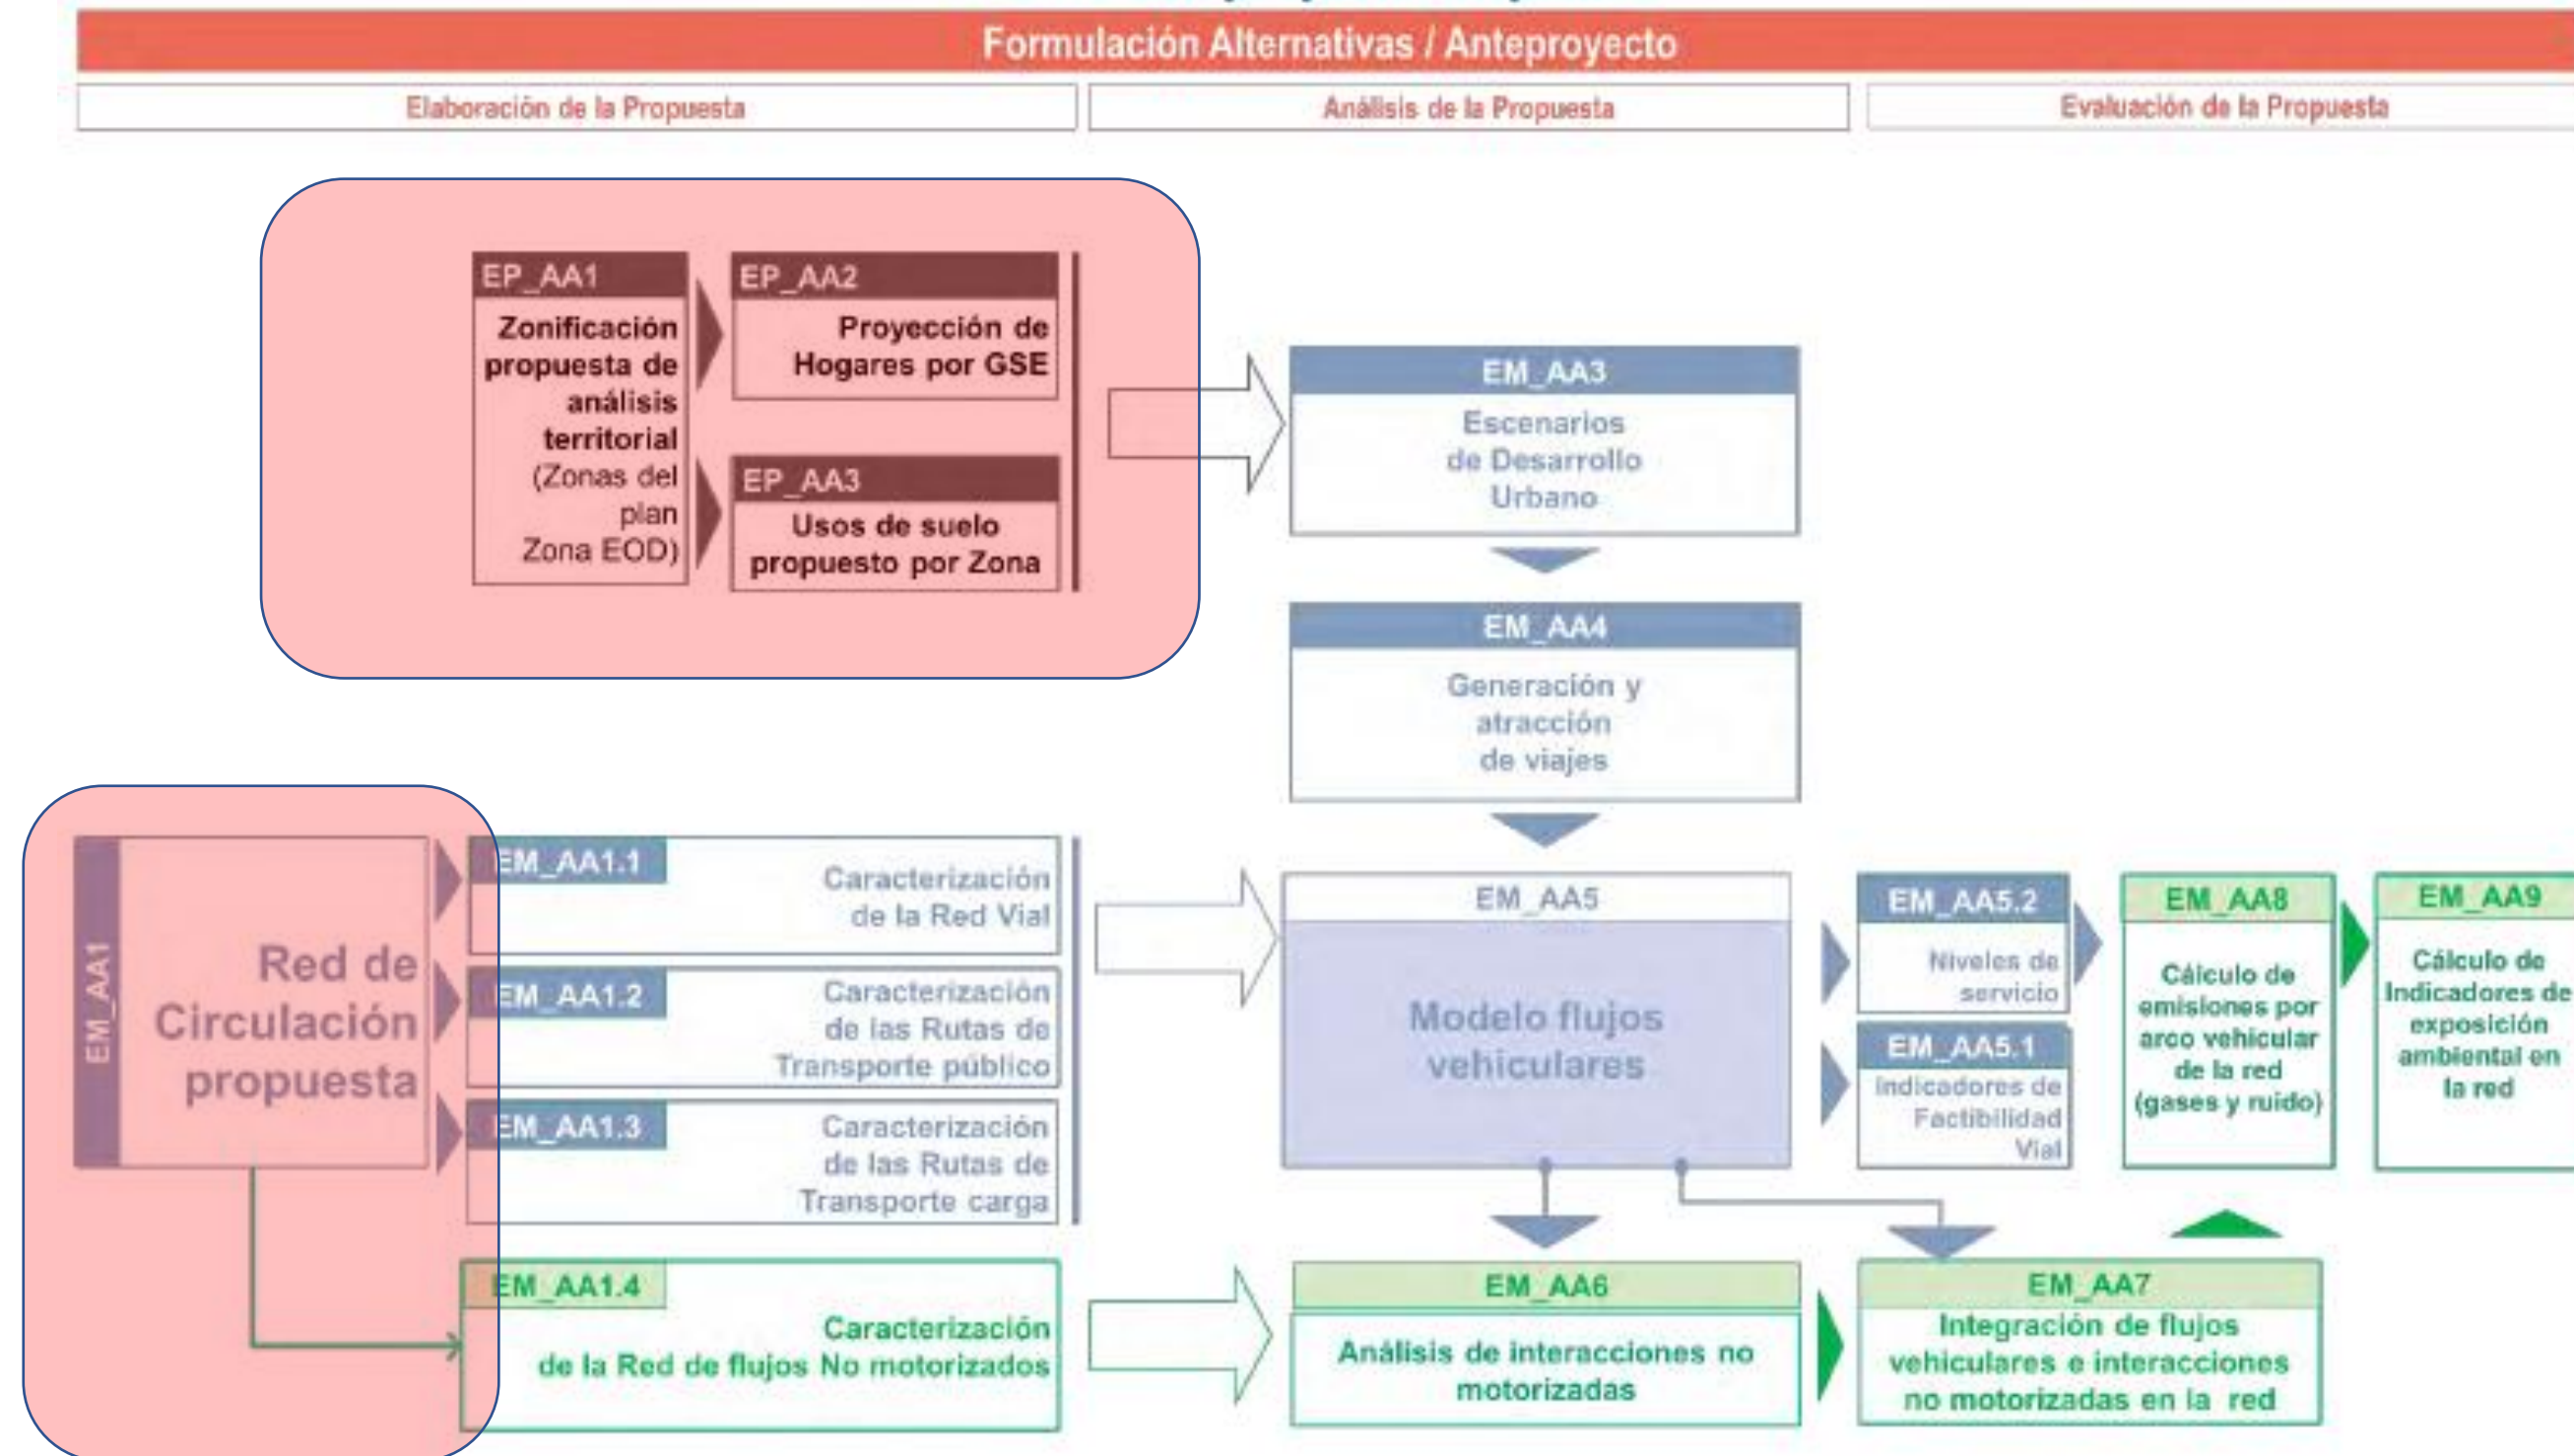 Formulación Alternativas / Anteproyecto
Elaboración de la Propuesta
Análisis de la Propuesta
Evaluación de la Propuesta
EP_AA1
Zonificación
propuesta de
análisis
territorial
(Zonas del
plan
Zona EOD)
EP_AA2
Proyección de
Hogares por GSE
EP_AA3
Usos de suelo
propuesto por Zona
EM_AA3
Escenarios
de Desarrollo
Urbano
EM_AA4
Generación y
atracción
de viajes
EM_AA1
Red de
Circulación
propuesta
EM_AA1.1
Caracterización
de la Red Vial
EM_AA1.2
Caracterización
de las Rutas de
Transporte público
EM_AA1.3
Caracterización
de las Rutas de
Transporte carga
EM_AA1.4
Caracterización
de la Red de flujos No motorizados
EM_AA5
Modelo flujos
vehiculares
EM_AA5.2
Niveles de
servicio
EM_AA5.1
Indicadores de
Factibilidad
Vial
EM_AA8
Cálculo de
emisiones por
arco vehicular
de la red
(gases y ruido)
EM_AA9
Cálculo de
Indicadores de
exposición
ambiental en
la red
EM_AA6
Análisis de interacciones no
motorizadas
EM_AA7
Integración de flujos
vehiculares e interacciones
no motorizadas en la red